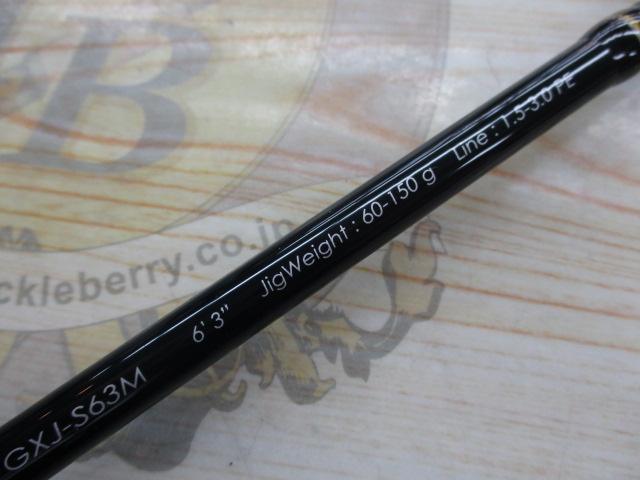 GXJ-S63M 6'3" JigWeight : 60-150 g Line : 1.5-3.0 PE
B
ckleberry.co.jp